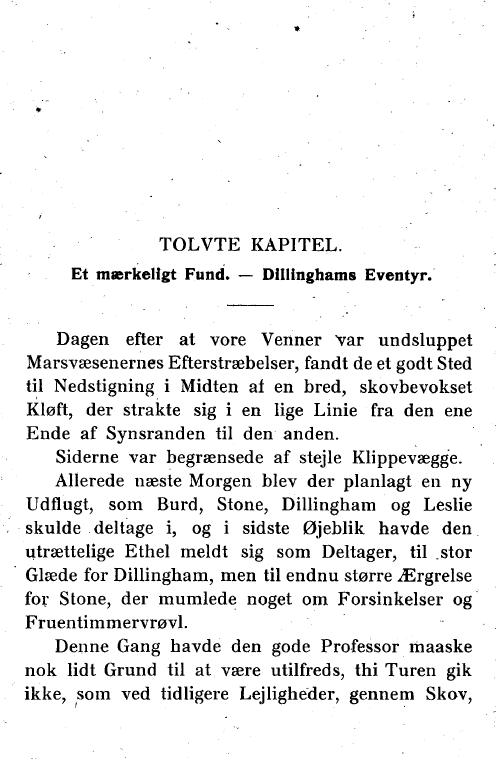 TOLVTE KAPITEL.
Et mærkeligt Fund. — Dillinghams Eventyr.
Dagen efter at vore Venner var undsluppet
Marsvæsenernes Efterstræbelser, fandt de et godt Sted
til Nedstigning i Midten af en bred, skovbevokset
Kløft, der strakte sig i en lige Linie fra den ene
Ende af Synsranden til den anden.
Siderne var begrænsede af stejle Klippevægge.
Allerede næste Morgen blev der planlagt en ny
Udflugt, som Burd, Stone, Dillingham og Leslie
skulde deltage i, og i sidste Øjeblik havde den
utrættelige Ethel meldt sig som Deltager, til stor
Glæde for Dillingham, men til endnu større Ærgrelse
for Stone, der mumlede noget om Forsinkelser og
Fruentimmervrøvl.
Denne Gang havde den gode Professor maaske
nok lidt Grund til at være utilfreds, thi Turen gik
ikke, som ved tidligere Lejligheder, gennem Skov,